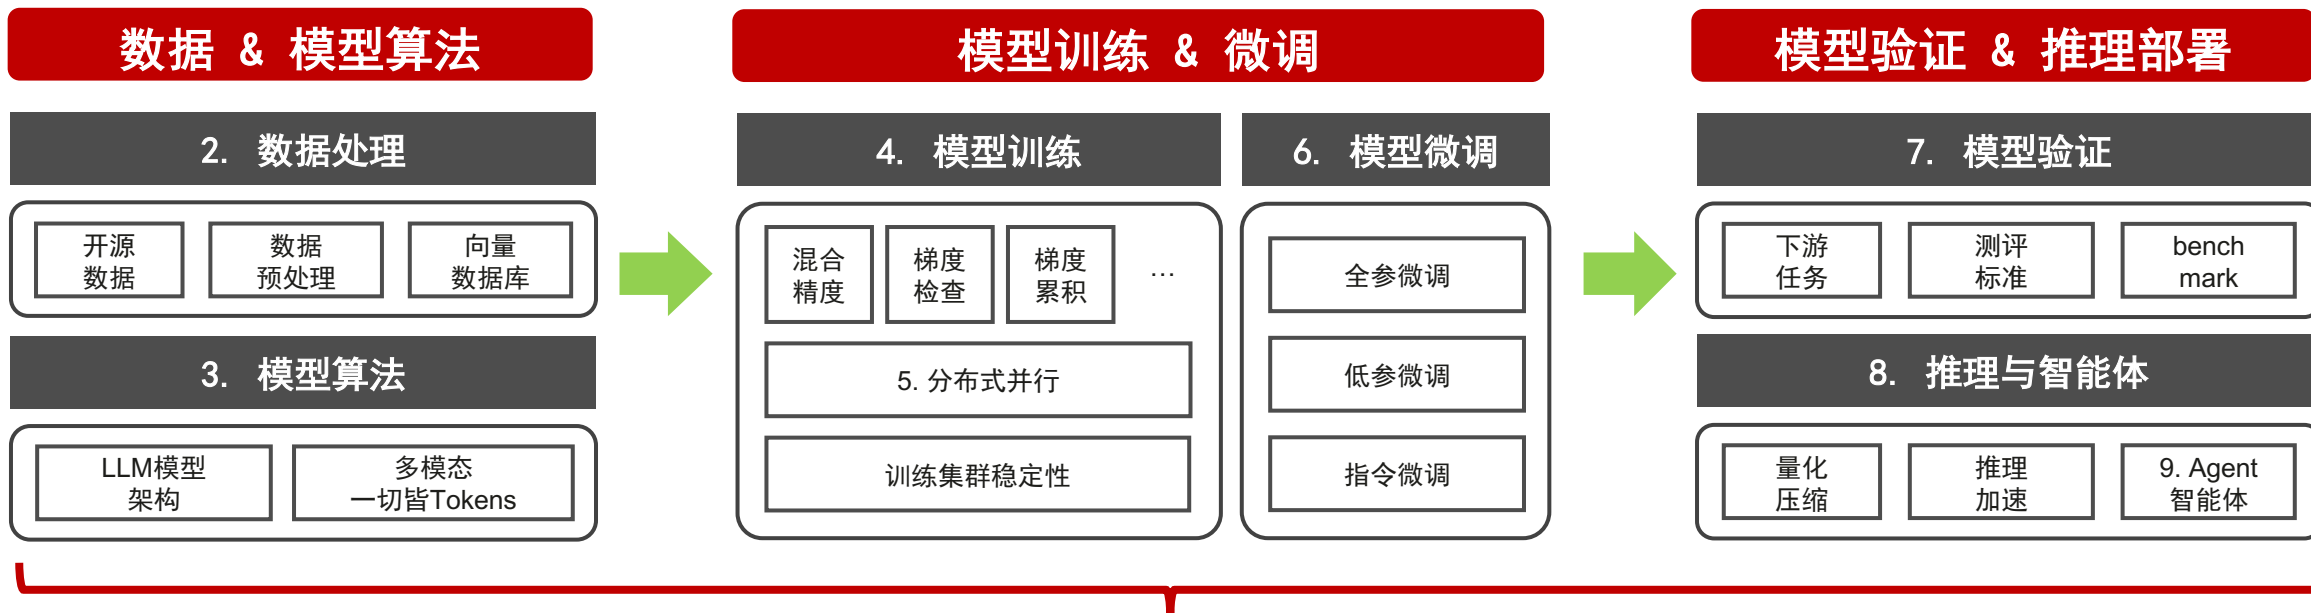 数据 & 模型算法
2. 数据处理
开源
数据
数据
预处理
向量
数据库
3. 模型算法
LLM模型
架构
多模态
一切皆Tokens
模型训练 & 微调
4. 模型训练
混合
精度
梯度
检查
梯度
累积
...
5. 分布式并行
训练集群稳定性
6. 模型微调
全参微调
低参微调
指令微调
模型验证 & 推理部署
7. 模型验证
下游
任务
测评
标准
bench
mark
8. 推理与智能体
量化
压缩
推理
加速
9. Agent
智能体